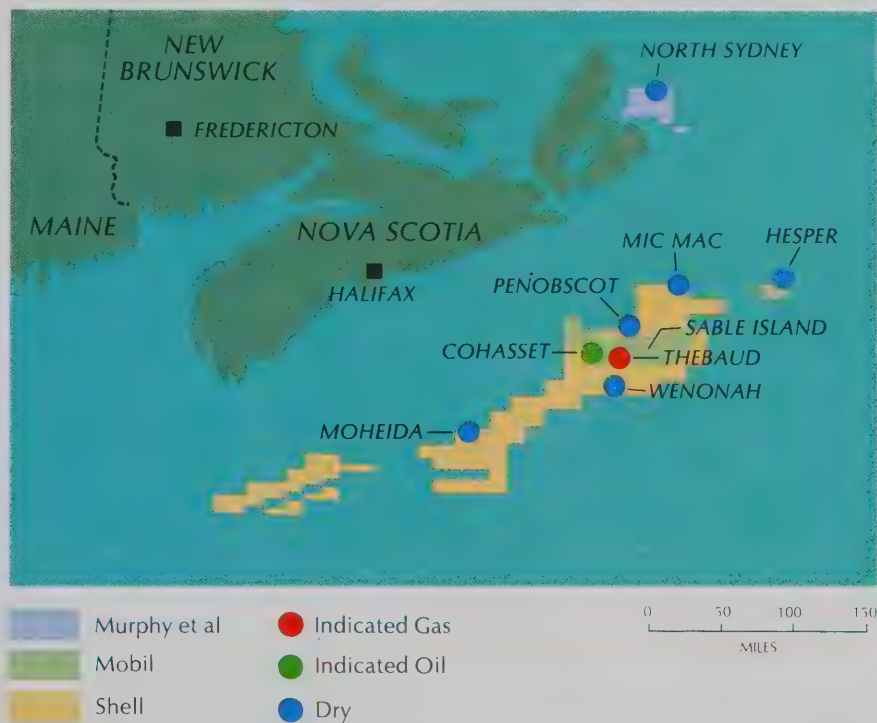 NEW
BRUNSWICK
NORTH SYDNEY
FREDERICTON
MAINE
NOVA SCOTIA
MIC MAC
HESPER
HALIFAX
PENOBSCOT
SABLE ISLAND
COHASSET
THEBAUD
WENONAH
MOHEIDA
Murphy et al
Indicated Gas
0 50 100 150
MILES
Mobil
Indicated Oil
Shell
Dry